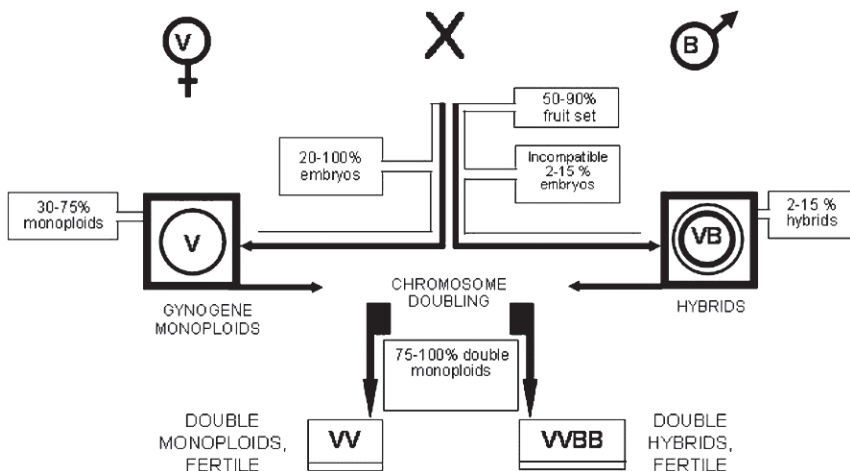 V
X
B
50-90%
fruit set
20-100%
embryos
Incompatible
2-15 %
embryos
30-75%
monoploids
V
VB
2-15 %
hybrids
GYNOGENE
MONOPLOIDS
CHROMOSOME
DOUBLING
HYBRIDS
75-100% double
monoploids
DOUBLE
MONOPLOIDS,
FERTILE
VV
VVBB
DOUBLE
HYBRIDS,
FERTILE